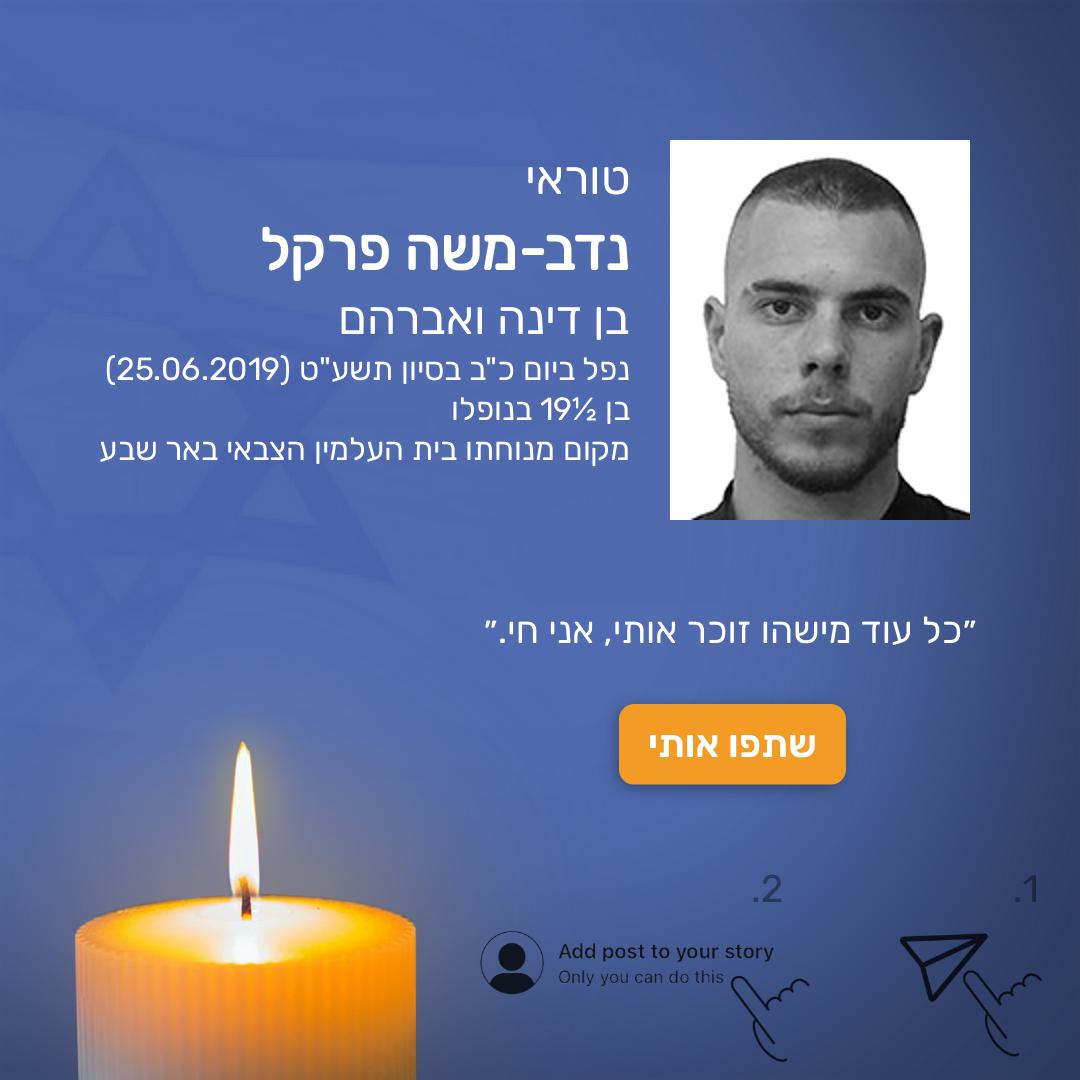 טוראי
נדב-משה פרקל
בן דינה ואברהם
נפל ביום כ"ב בסיון תשע"ט (25.06.2019)
בן 19½ בנופלו
מקום מנוחתו בית העלמין הצבאי באר שבע
״כל עוד מישהו זוכר אותי, אני חי.״
שתפו אותי
1.
2.
Add post to your story
Only you can do this